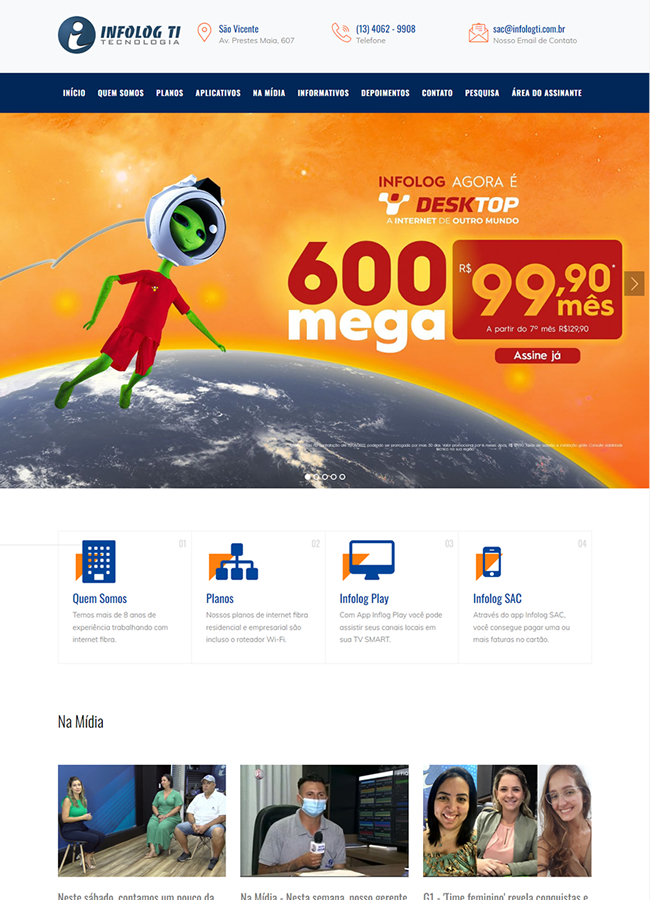 INFOLOG TI
TECNOLOGIA
São Vicente
Av. Prestes Maia, 607
(13) 4062 - 9908
Telefone
sac@infologti.com.br
Nosso Email de Contato
INÍCIO QUEM SOMOS PLANOS APLICATIVOS NA MÍDIA INFORMATIVOS DEPOIMENTOS CONTATO PESQUISA ÁREA DO ASSINANTE
INFOLOG AGORA É
DESKTOP
A INTERNET DE OUTRO MUNDO
600
mega
R$ 99,90*
mês
A partir do 7º mês R$129,90
Assine já
01
Quem Somos
Temos mais de 8 anos de
experiência trabalhando com
internet fibra.
02
Planos
Nossos planos de internet fibra
residencial e empresarial são
incluso o roteador Wi-Fi.
03
Infolog Play
Com App Inflog Play você pode
assistir seus canais locais em
sua TV SMART.
04
Infolog SAC
Através do app Infolog SAC,
você consegue pagar uma ou
mais faturas no cartão.
Na Mídia
Neste sábado, contamos um pouco da
Na Mídia - Nesta semana, nosso gerente
G1 - 'Time feminino' revela conquistas e